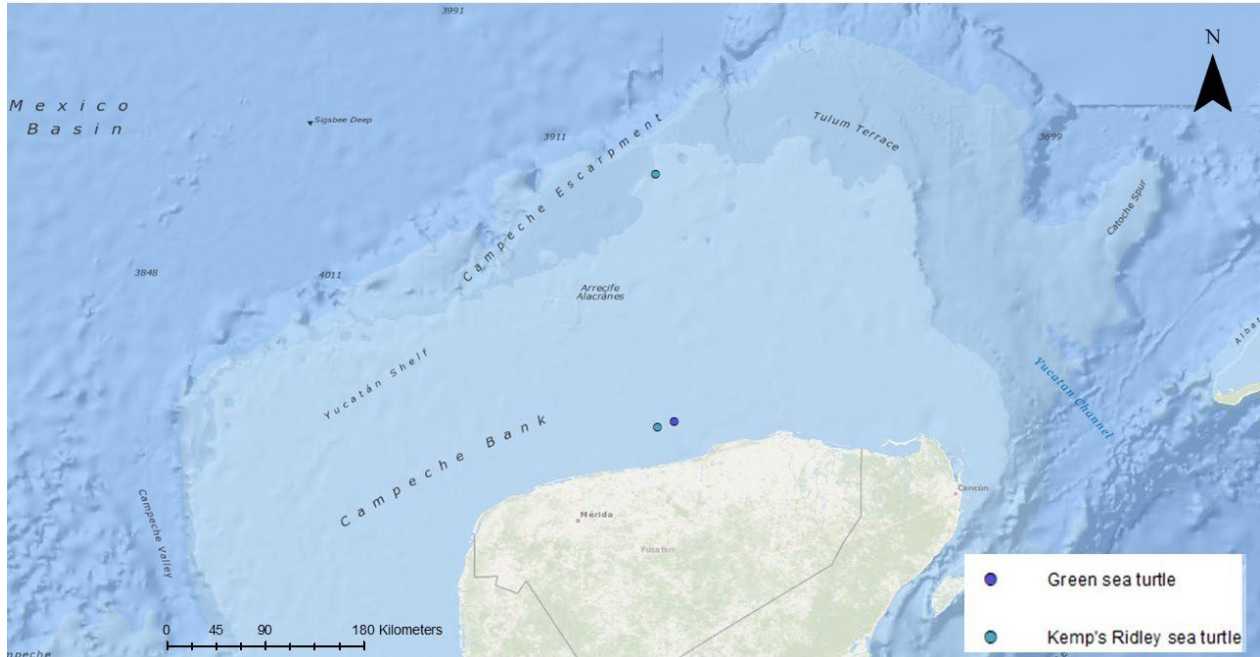 3991
N
M e x i c o
B a s i n
Sigsbee Deep
3911
Campeche Escarpment
Tulum Terrace
3699
Catoche Spur
3848
4011
Arrecife
Alacranes
Yucatán Shelf
Yucatan Channel
Campeche Bank
Campeche Valley
Cancún
Mérida
Yucatan
0 45 90 180 Kilometers
Green sea turtle
Kemp's Ridley sea turtle